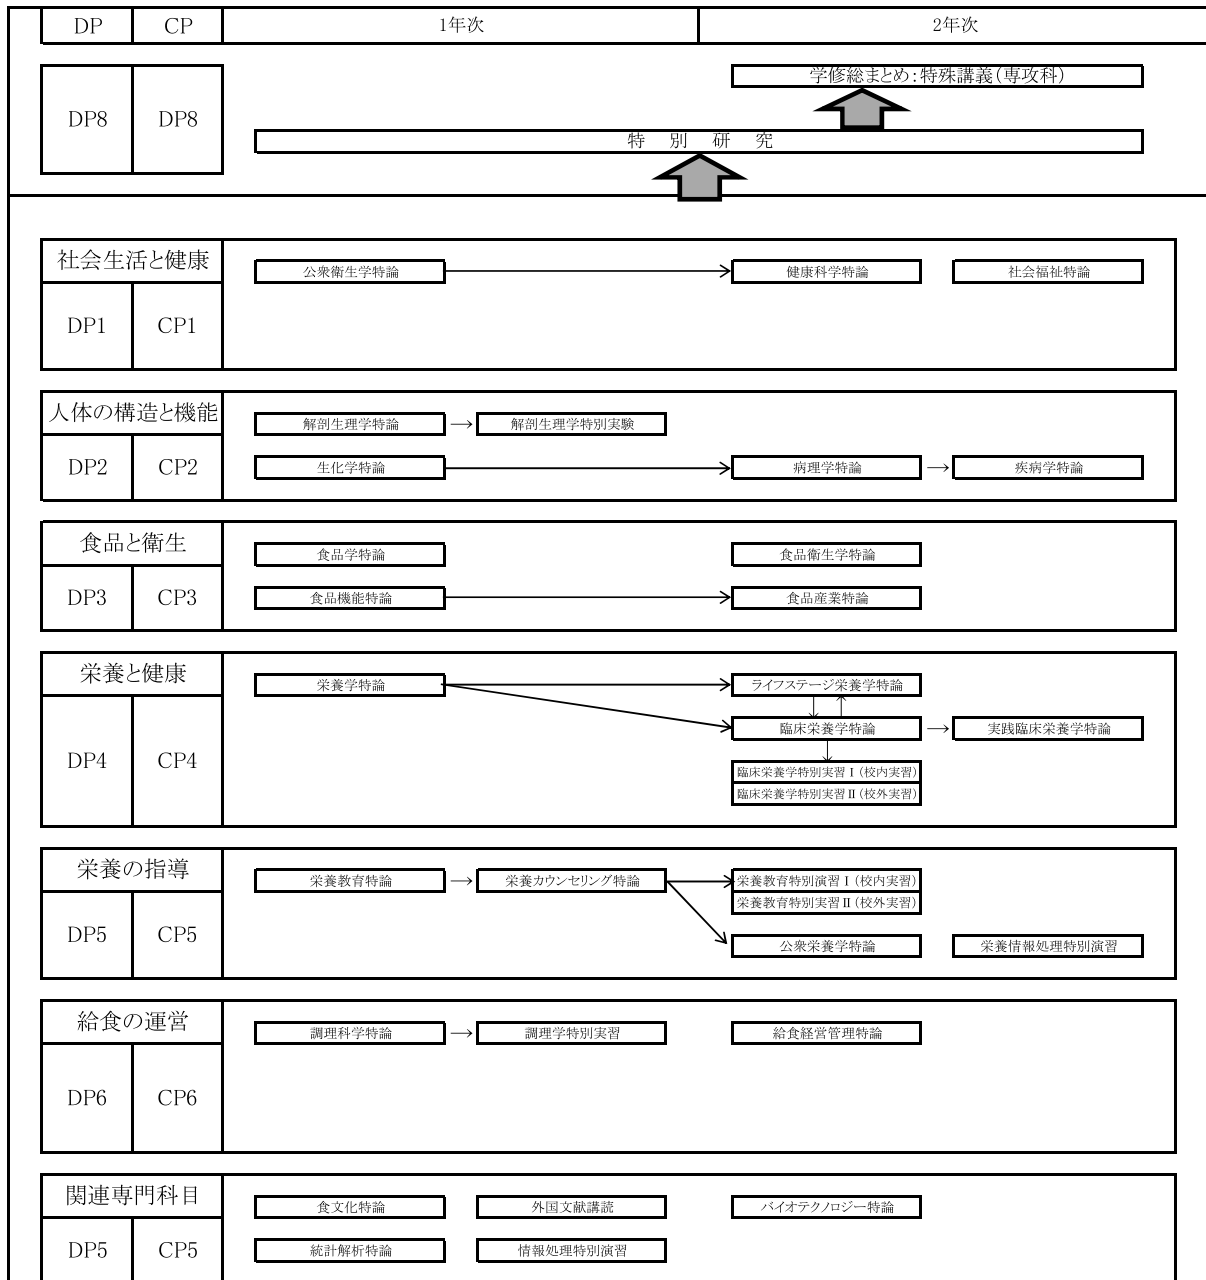 DP CP 1年次 2年次
学修総まとめ:特殊講義(専攻科)
DP8 DP8
特 別 研 究
社会生活と健康
公衆衛生学特論 健康科学特論 社会福祉特論
DP1 CP1
人体の構造と機能
解剖生理学特論 → 解剖生理学特別実験
DP2 CP2
生化学特論 病理学特論 → 疾病学特論
食品と衛生
食品学特論 食品衛生学特論
DP3 CP3
食品機能特論 食品産業特論
栄養と健康
栄養学特論 ライフステージ栄養学特論
臨床栄養学特論 → 実践臨床栄養学特論
DP4 CP4
臨床栄養学特別実習Ⅰ(校内実習)
臨床栄養学特別実習Ⅱ(校外実習)
栄養の指導
栄養教育特論 → 栄養カウンセリング特論 栄養教育特別演習Ⅰ(校内実習)
栄養教育特別実習Ⅱ(校外実習)
DP5 CP5
公衆栄養学特論 栄養情報処理特別演習
給食の運営
調理科学特論 → 調理学特別実習 給食経営管理特論
DP6 CP6
関連専門科目
食文化特論 外国文献講読 バイオテクノロジー特論
DP5 CP5
統計解析特論 情報処理特別演習